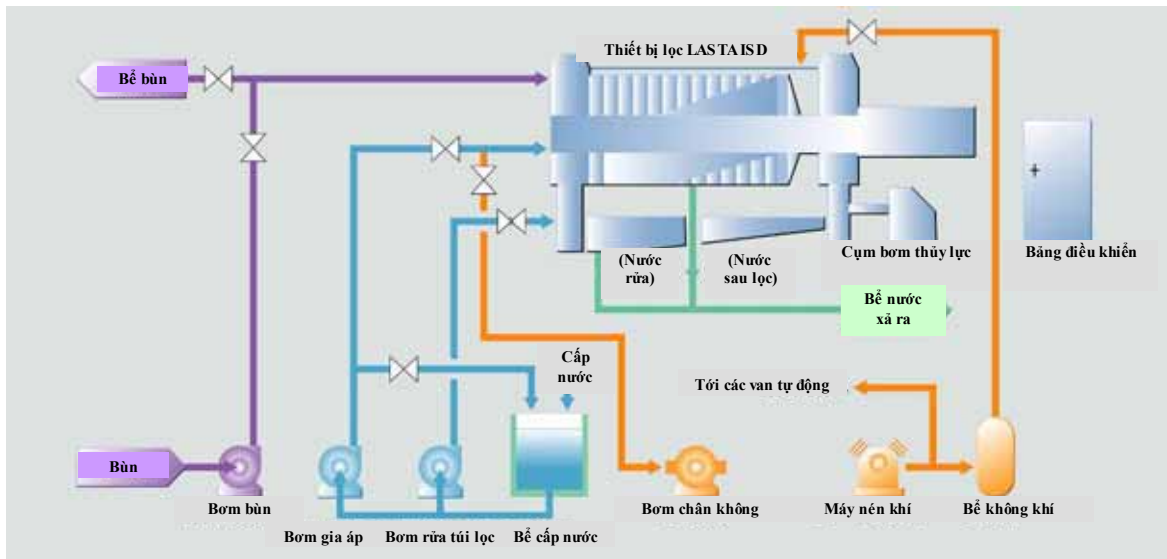 Thiết bị lọc LASTA ISD
Bể bùn
(Nước
rửa)
(Nước
sau lọc)
Cụm bơm thủy lực
Bảng điều khiển
Bể nước
xả ra
Cấp
nước
Tới các van tự động
Bùn
Bơm bùn
Bơm gia áp
Bơm rửa túi lọc
Bể cấp nước
Bơm chân không
Máy nén khí
Bể không khí